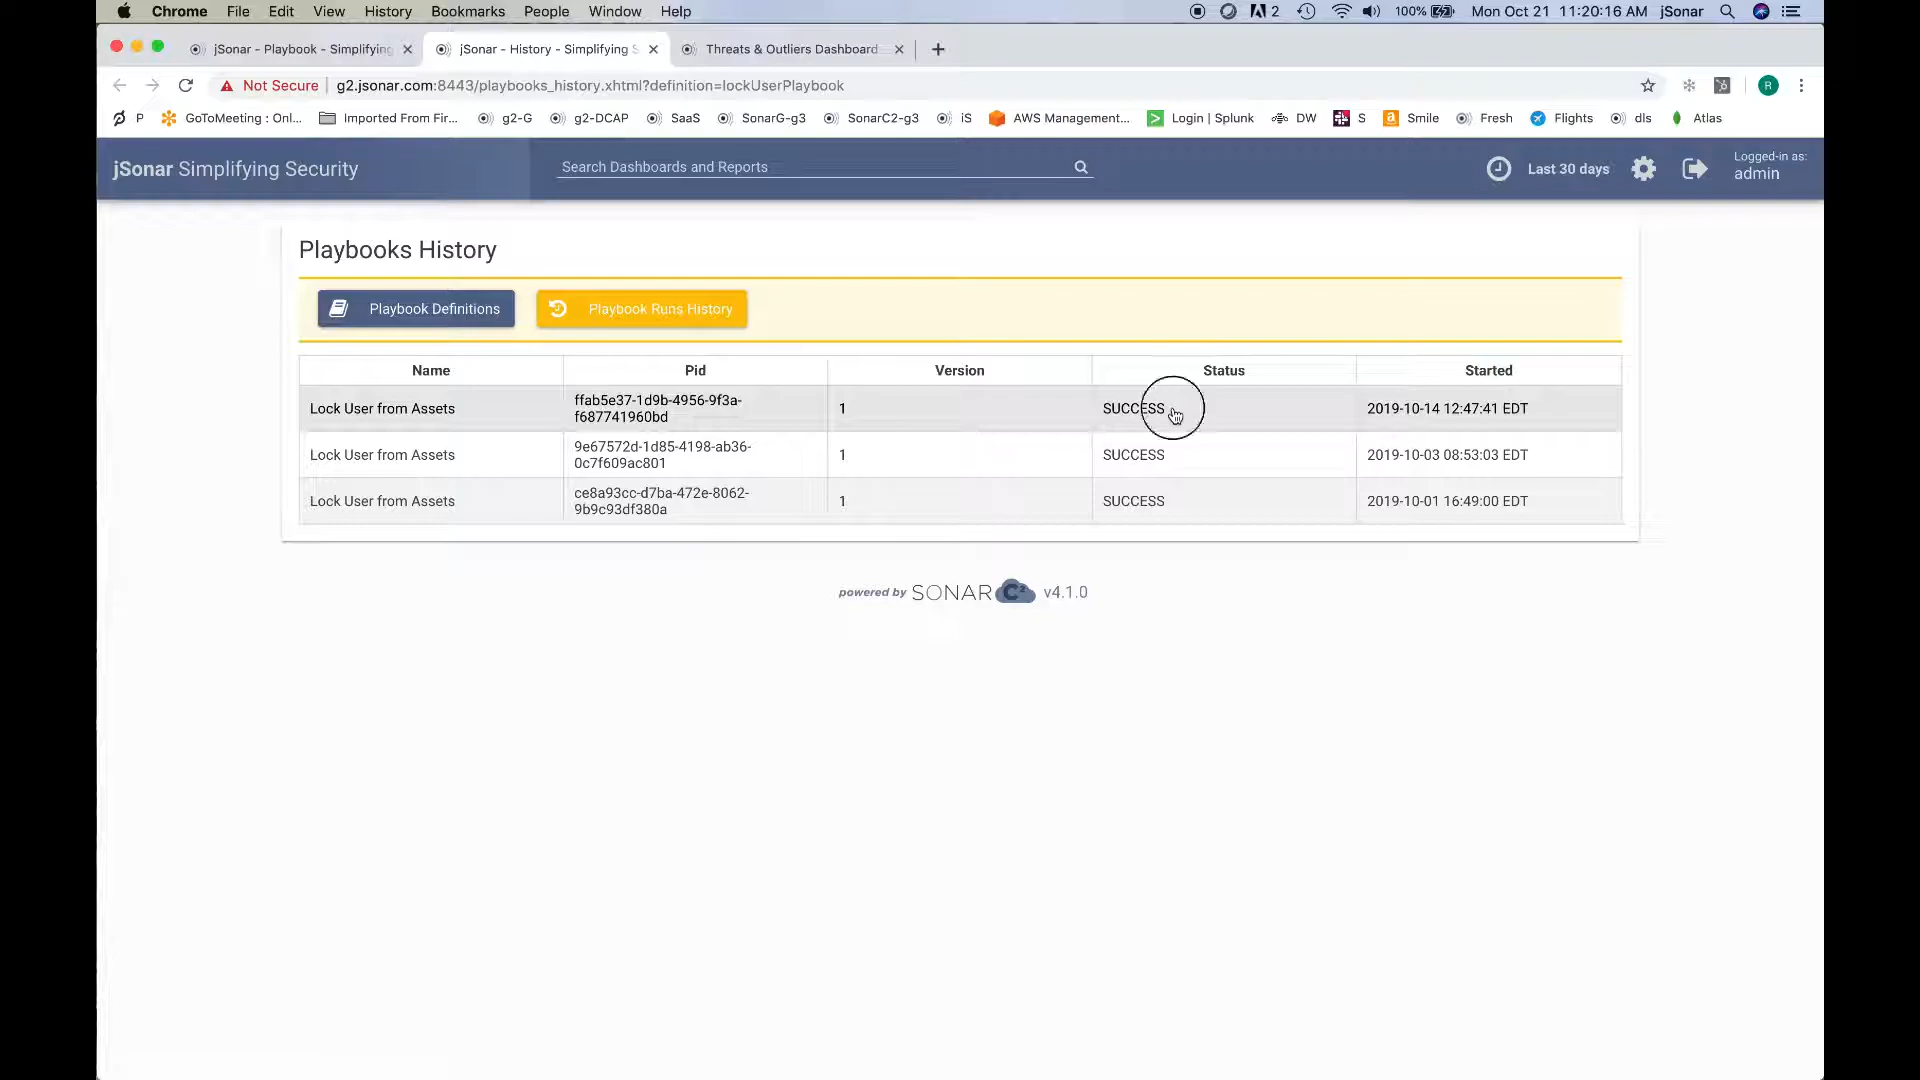 Chrome File Edit View History Bookmarks People Window Help 2 100% Mon Oct 21 11:20:16 AM jSonar
jSonar - Playbook - Simplifying jSonar - History - Simplifying S Threats & Outliers Dashboard
Not Secure | g2.jsonar.com:8443/playbooks_history.xhtml?definition=lockUserPlaybook R
P GoToMeeting : Onl... Imported From Fir... g2-G g2-DCAP SaaS SonarG-g3 SonarC2-g3 iS AWS Management... Login | Splunk DW S Smile Fresh Flights dls Atlas
jSonar Simplifying Security Search Dashboards and Reports Last 30 days Logged-in as:
admin
Playbooks History
Playbook Definitions Playbook Runs History
Name Pid Version Status Started
Lock User from Assets ffab5e37-1d9b-4956-9f3a-f687741960bd 1 SUCCESS 2019-10-14 12:47:41 EDT
Lock User from Assets 9e67572d-1d85-4198-ab36-0c7f609ac801 1 SUCCESS 2019-10-03 08:53:03 EDT
Lock User from Assets ce8a93cc-d7ba-472e-8062-9b9c93df380a 1 SUCCESS 2019-10-01 16:49:00 EDT
powered by SONAR C² v4.1.0